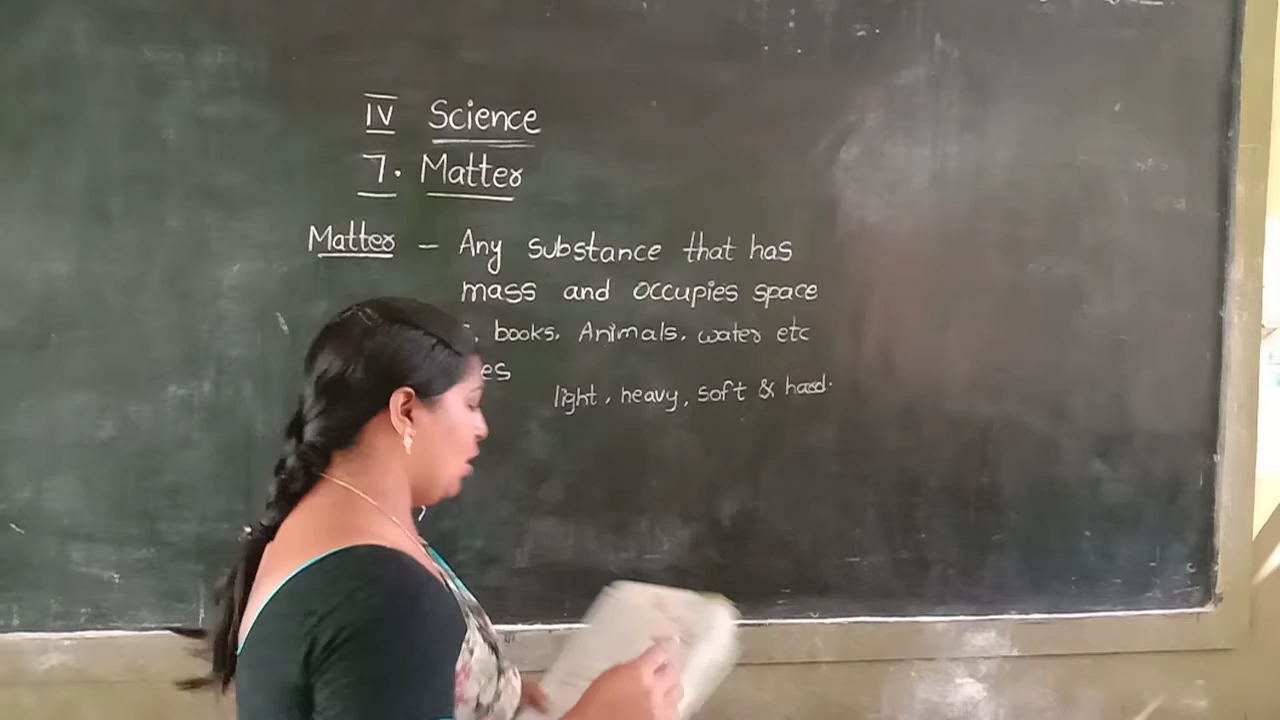 IV Science
7. Matter
Matter – Any substance that has
mass and occupies space
books, Animals, water etc
light, heavy, soft & hard.